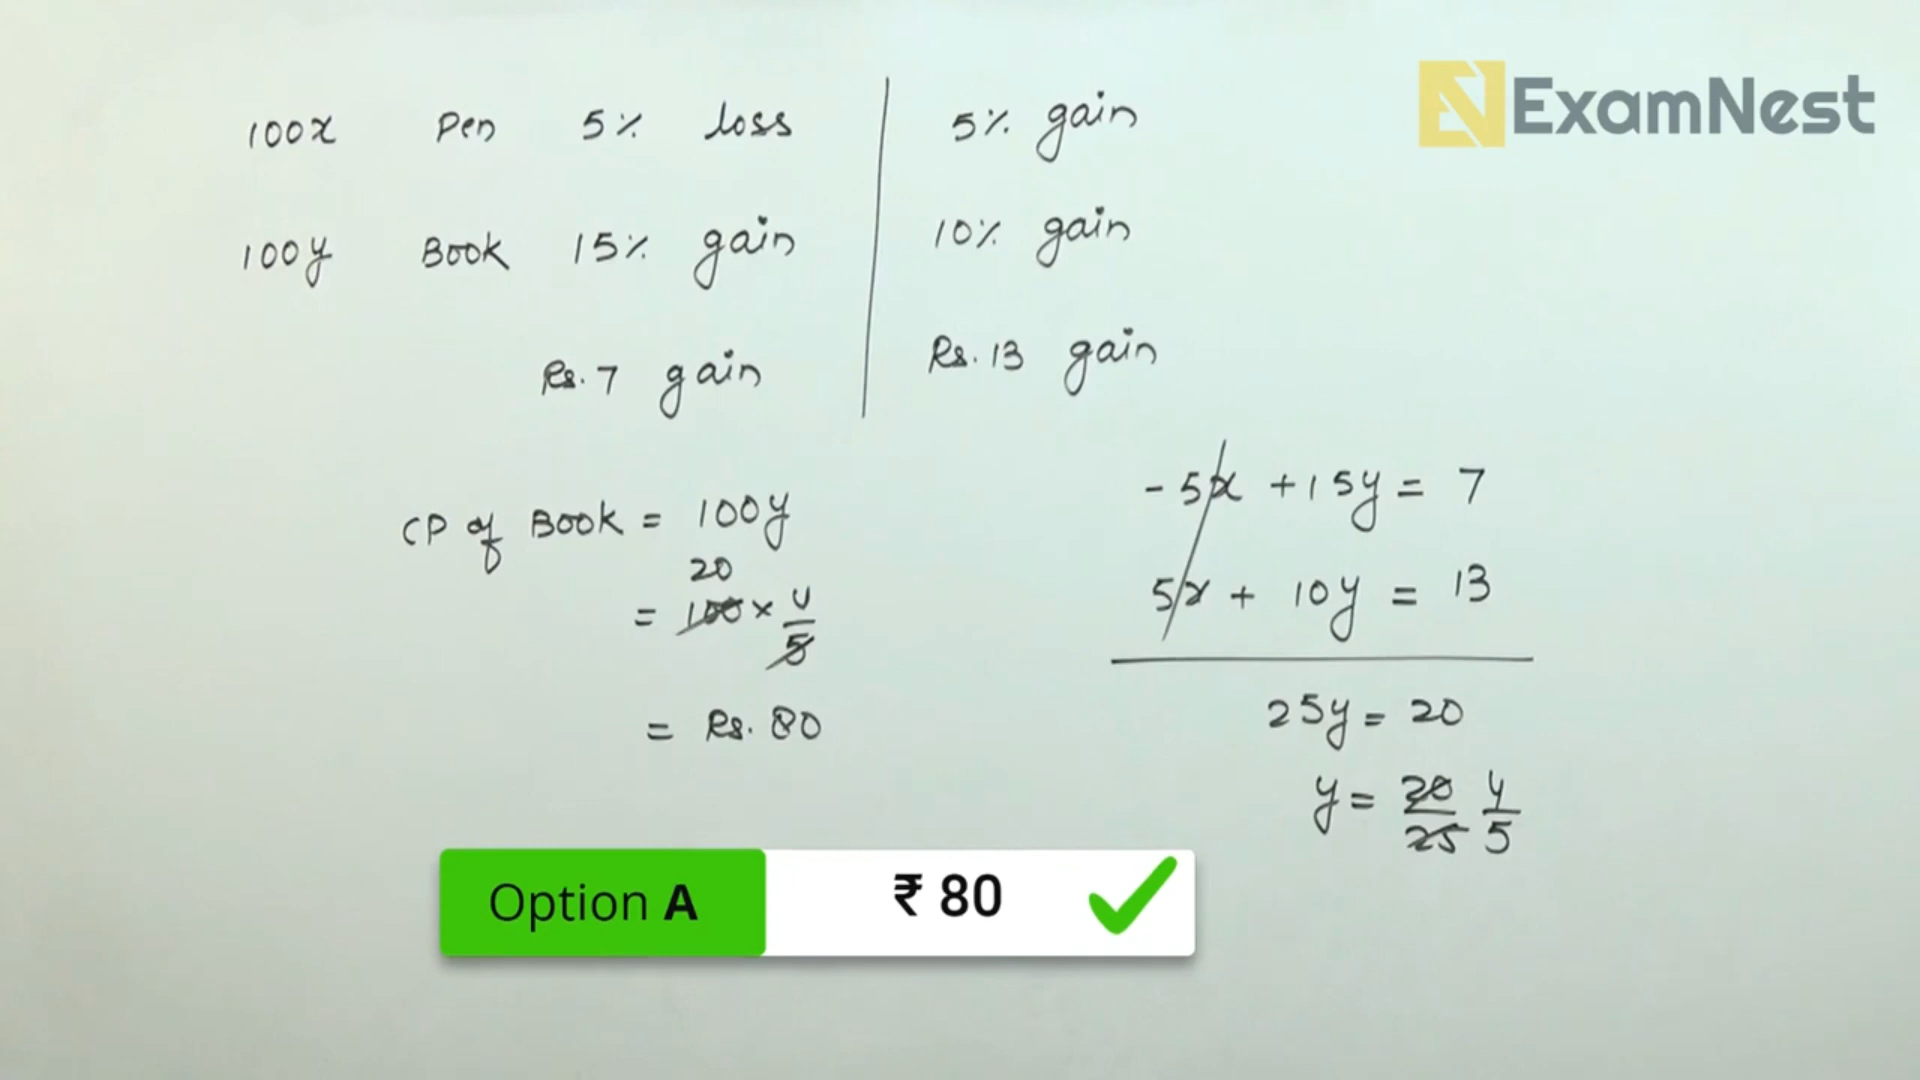 ExamNest
100x Pen 5% loss 5% gain
100y Book 15% gain 10% gain
Rs. 7 gain Rs. 13 gain
CP of Book = 100y
= 100 × 4/5
20
= Rs. 80
-5x + 15y = 7
5x + 10y = 13
25y = 20
y = 20/25 4/5
Option A ₹ 80